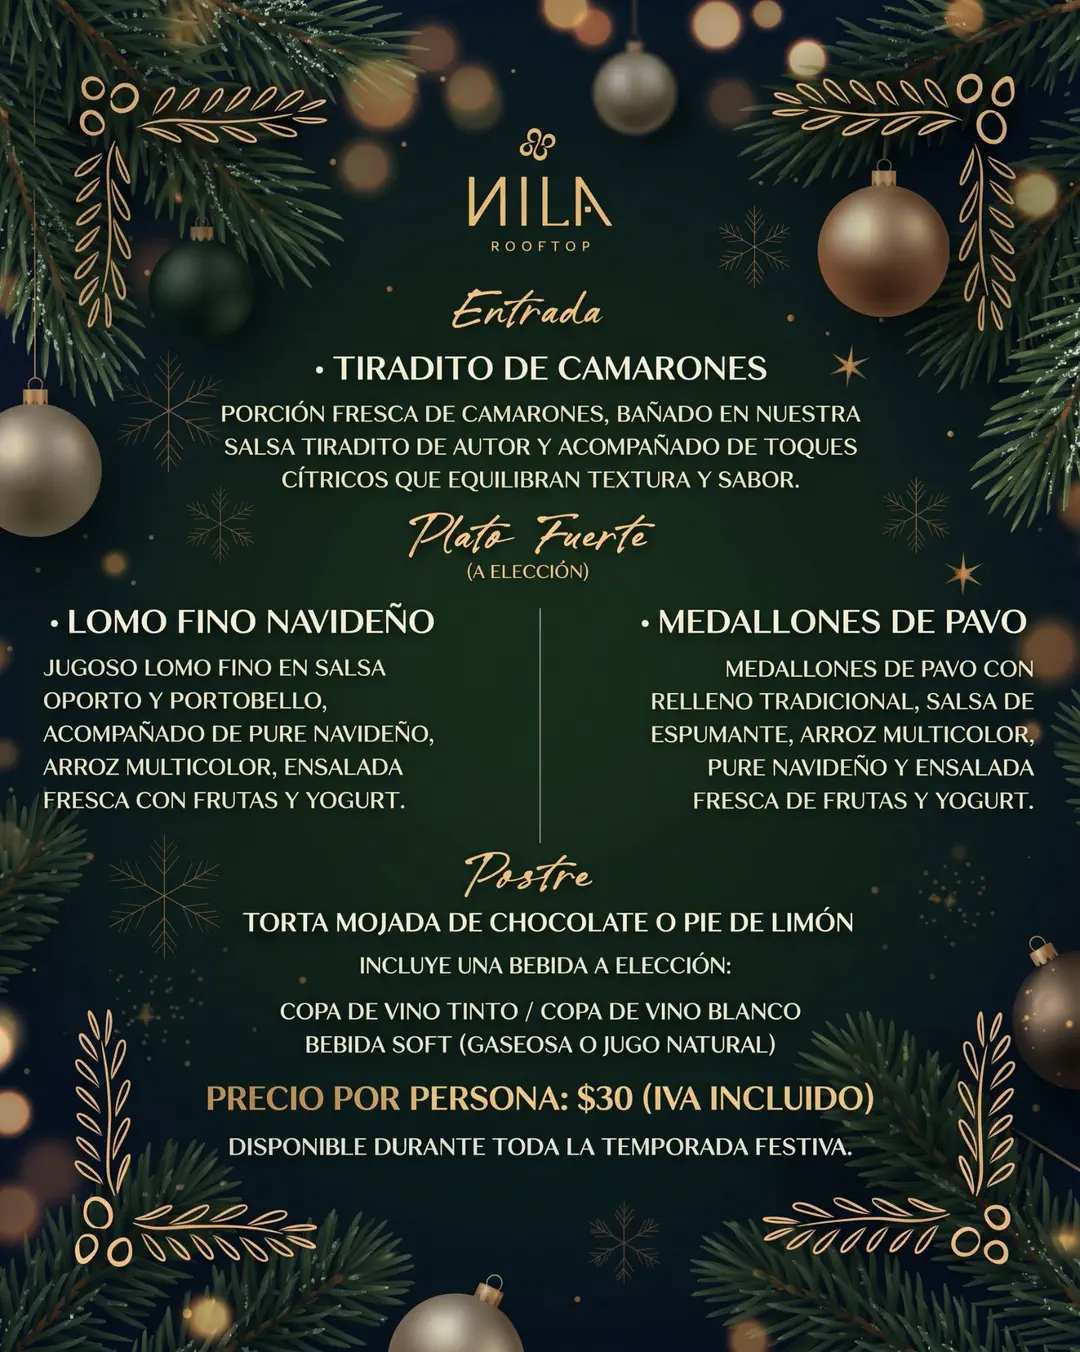 NILA
ROOFTOP
Entrada
• TIRADITO DE CAMARONES
PORCIÓN FRESCA DE CAMARONES, BAÑADO EN NUESTRA
SALSA TIRADITO DE AUTOR Y ACOMPAÑADO DE TOQUES
CÍTRICOS QUE EQUILIBRAN TEXTURA Y SABOR.
Plato Fuerte
(A ELECCIÓN)
• LOMO FINO NAVIDEÑO
JUGOSO LOMO FINO EN SALSA
OPORTO Y PORTOBELLO,
ACOMPAÑADO DE PURE NAVIDEÑO,
ARROZ MULTICOLOR, ENSALADA
FRESCA CON FRUTAS Y YOGURT.
• MEDALLONES DE PAVO
MEDALLONES DE PAVO CON
RELLENO TRADICIONAL, SALSA DE
ESPUMANTE, ARROZ MULTICOLOR,
PURE NAVIDEÑO Y ENSALADA
FRESCA DE FRUTAS Y YOGURT.
Postre
TORTA MOJADA DE CHOCOLATE O PIE DE LIMÓN
INCLUYE UNA BEBIDA A ELECCIÓN:
COPA DE VINO TINTO / COPA DE VINO BLANCO
BEBIDA SOFT (GASEOSA O JUGO NATURAL)
PRECIO POR PERSONA: $30 (IVA INCLUIDO)
DISPONIBLE DURANTE TODA LA TEMPORADA FESTIVA.